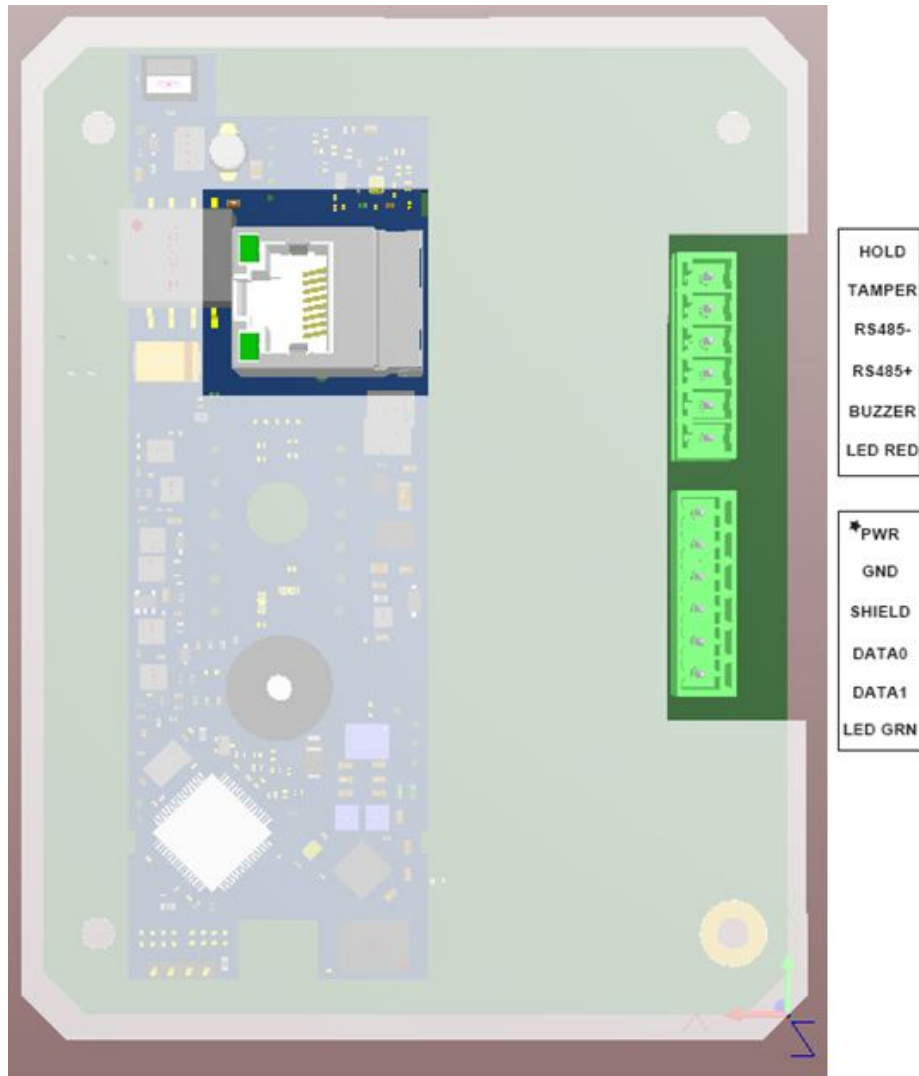 HOLD
TAMPER
RS485-
RS485+
BUZZER
LED RED
*PWR
GND
SHIELD
DATA0
DATA1
LED GRN